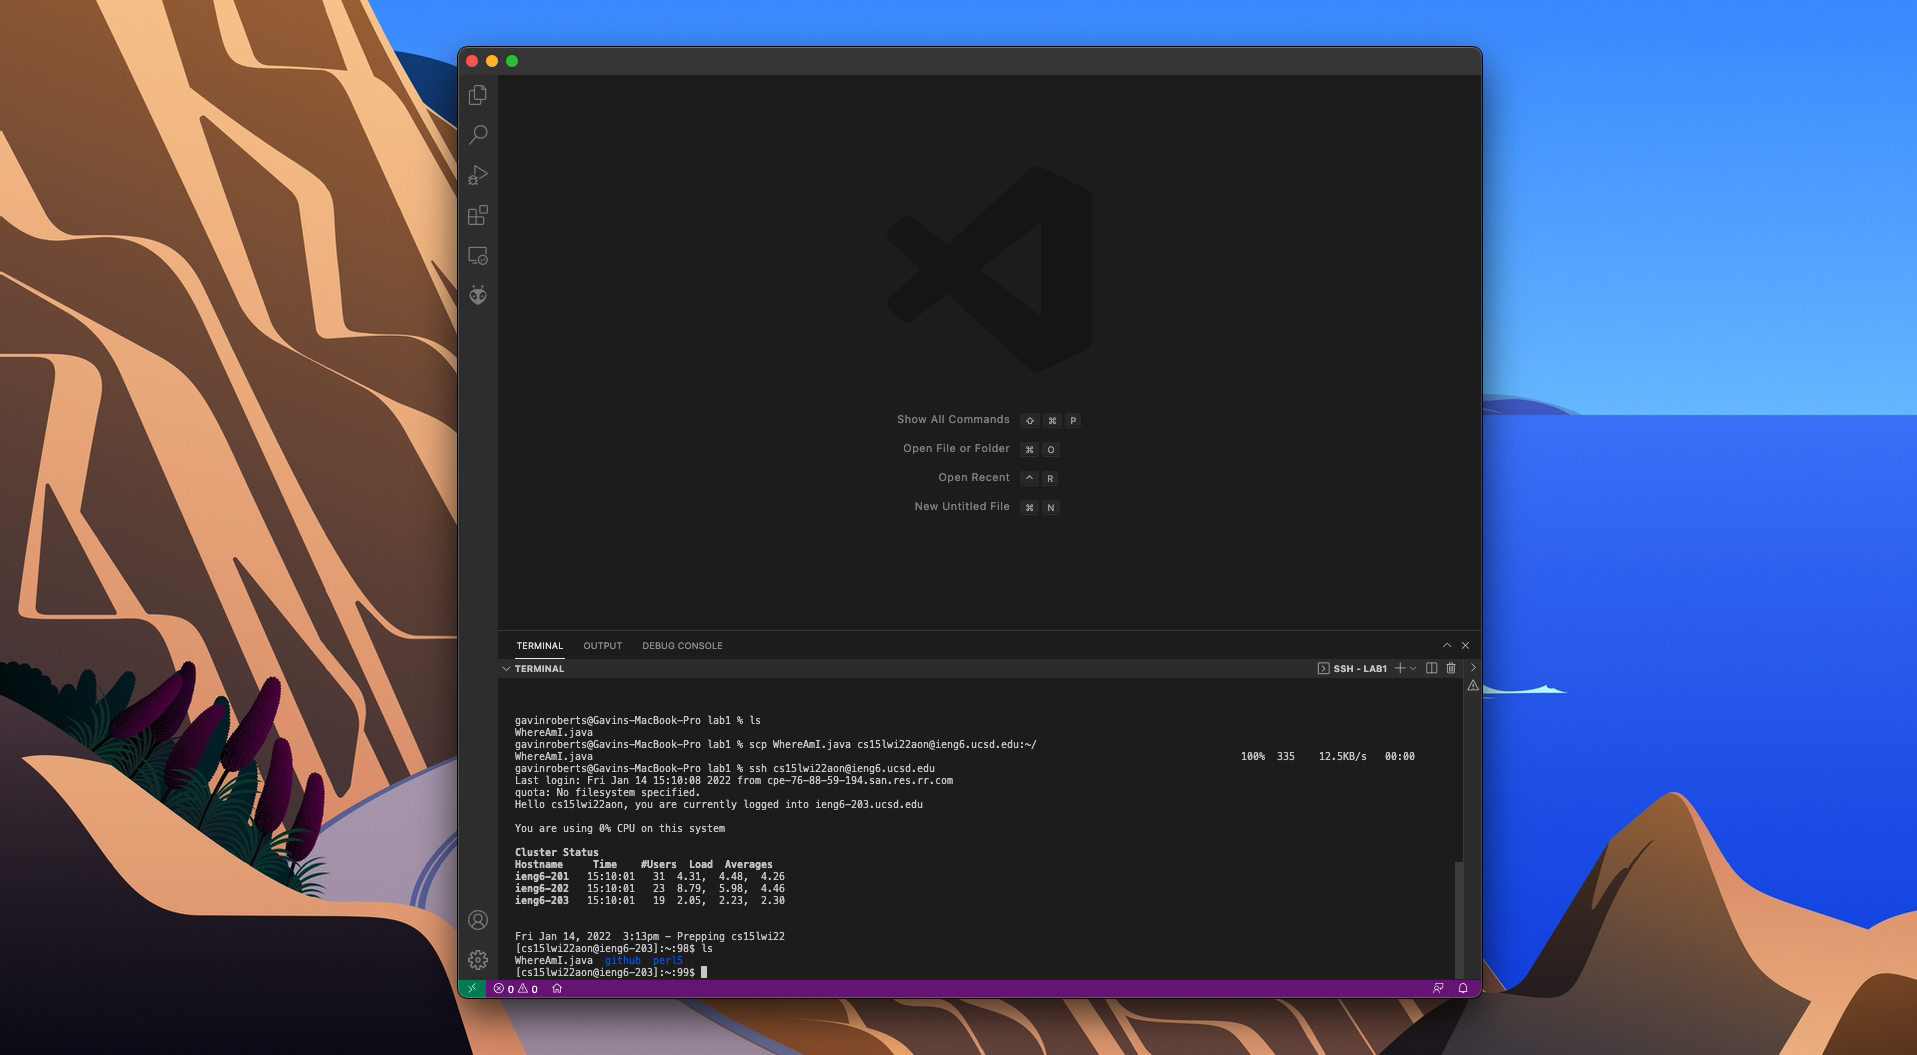 Show All Commands ⇧ ⌘ P
Open File or Folder ⌘ O
Open Recent ^ R
New Untitled File ⌘ N
TERMINAL OUTPUT DEBUG CONSOLE
TERMINAL SSH - LAB1
gavinroberts@Gavins-MacBook-Pro lab1 % ls
WhereAmI.java
gavinroberts@Gavins-MacBook-Pro lab1 % scp WhereAmI.java cs15lwi22aon@ieng6.ucsd.edu:~/
WhereAmI.java 100% 335 12.5KB/s 00:00
gavinroberts@Gavins-MacBook-Pro lab1 % ssh cs15lwi22aon@ieng6.ucsd.edu
Last login: Fri Jan 14 15:10:08 2022 from cpe-76-88-59-194.san.res.rr.com
quota: No filesystem specified.
Hello cs15lwi22aon, you are currently logged into ieng6-203.ucsd.edu
You are using 0% CPU on this system
Cluster Status
Hostname Time #Users Load Averages
ieng6-201 15:10:01 31 4.31, 4.48, 4.26
ieng6-202 15:10:01 23 8.79, 5.98, 4.46
ieng6-203 15:10:01 19 2.05, 2.23, 2.30
Fri Jan 14, 2022 3:13pm - Prepping cs15lwi22
[cs15lwi22aon@ieng6-203]:~:98$ ls
WhereAmI.java github perl5
[cs15lwi22aon@ieng6-203]:~:99$
0 0